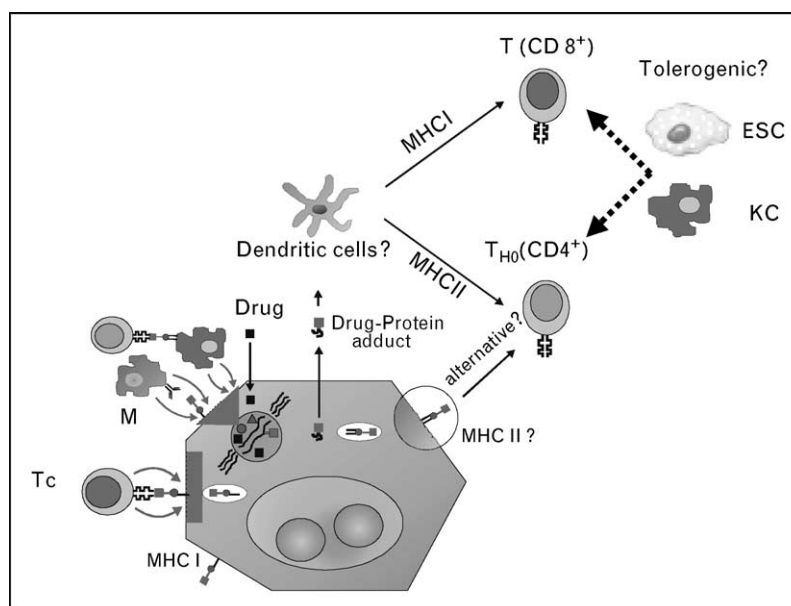 T (CD 8⁺)
Tolerogenic?
MHCI
ESC
KC
Dendritic cells?
T_H0(CD4⁺)
MHCII
Drug
Drug-Protein
adduct
alternative?
M
MHC II ?
Tc
MHC I